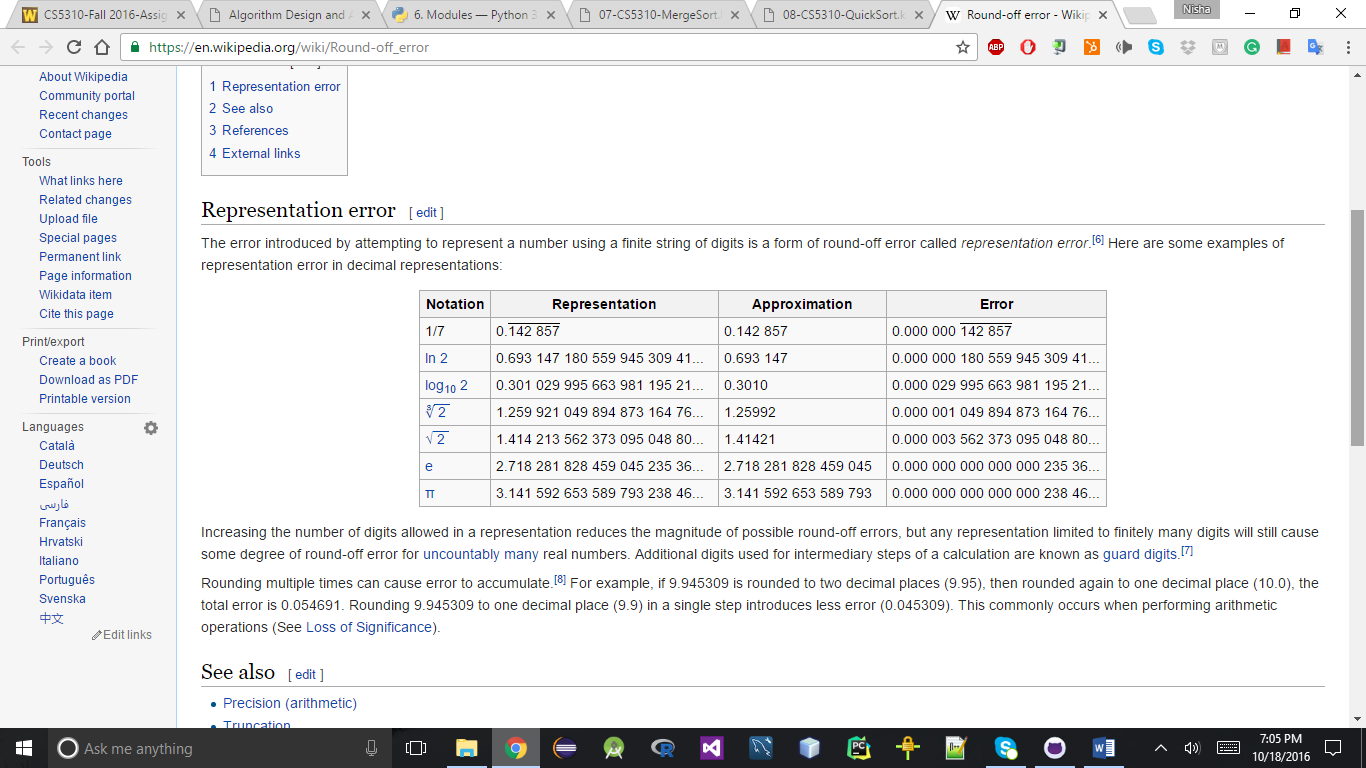 CS5310-Fall 2016-Assig
Algorithm Design and A
6. Modules — Python 3
07-CS5310-MergeSort.
08-CS5310-QuickSort.k
W Round-off error - Wikip
Nisha
https://en.wikipedia.org/wiki/Round-off_error
ABP
About Wikipedia
Community portal
Recent changes
Contact page
Tools
What links here
Related changes
Upload file
Special pages
Permanent link
Page information
Wikidata item
Cite this page
Print/export
Create a book
Download as PDF
Printable version
Languages
Català
Deutsch
Español
فارسی
Français
Hrvatski
Italiano
Português
Svenska
中文
Edit links
1 Representation error
2 See also
3 References
4 External links
Representation error [ edit ]
The error introduced by attempting to represent a number using a finite string of digits is a form of round-off error called representation error.[6] Here are some examples of
representation error in decimal representations:
Notation Representation Approximation Error
1/7 0.142 857 0.142 857 0.000 000 142 857
ln 2 0.693 147 180 559 945 309 41... 0.693 147 0.000 000 180 559 945 309 41...
log10 2 0.301 029 995 663 981 195 21... 0.3010 0.000 029 995 663 981 195 21...
∛2 1.259 921 049 894 873 164 76... 1.25992 0.000 001 049 894 873 164 76...
√2 1.414 213 562 373 095 048 80... 1.41421 0.000 003 562 373 095 048 80...
e 2.718 281 828 459 045 235 36... 2.718 281 828 459 045 0.000 000 000 000 000 235 36...
π 3.141 592 653 589 793 238 46... 3.141 592 653 589 793 0.000 000 000 000 000 238 46...
Increasing the number of digits allowed in a representation reduces the magnitude of possible round-off errors, but any representation limited to finitely many digits will still cause
some degree of round-off error for uncountably many real numbers. Additional digits used for intermediary steps of a calculation are known as guard digits.[7]
Rounding multiple times can cause error to accumulate.[8] For example, if 9.945309 is rounded to two decimal places (9.95), then rounded again to one decimal place (10.0), the
total error is 0.054691. Rounding 9.945309 to one decimal place (9.9) in a single step introduces less error (0.045309). This commonly occurs when performing arithmetic
operations (See Loss of Significance).
See also [ edit ]
• Precision (arithmetic)
• Truncation
Ask me anything
7:05 PM
10/18/2016